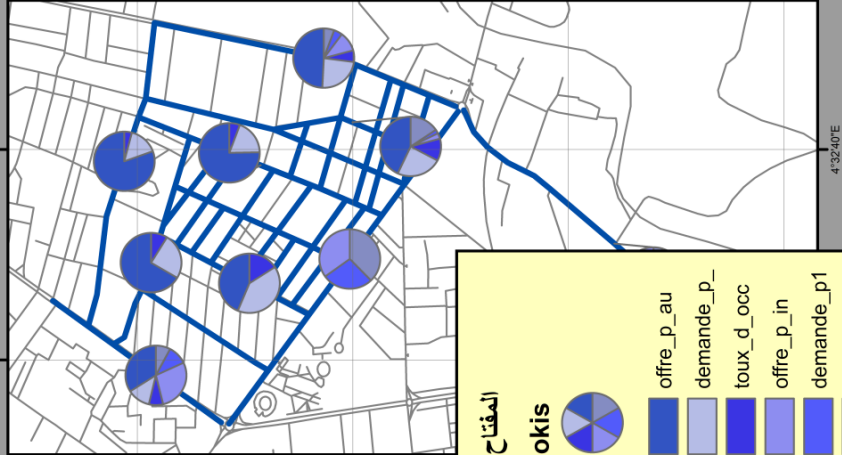 4°32'40"E
المفتاح
okis
offre_p_au
demande_p_
toux_d_occ
offre_p_in
demande_p1